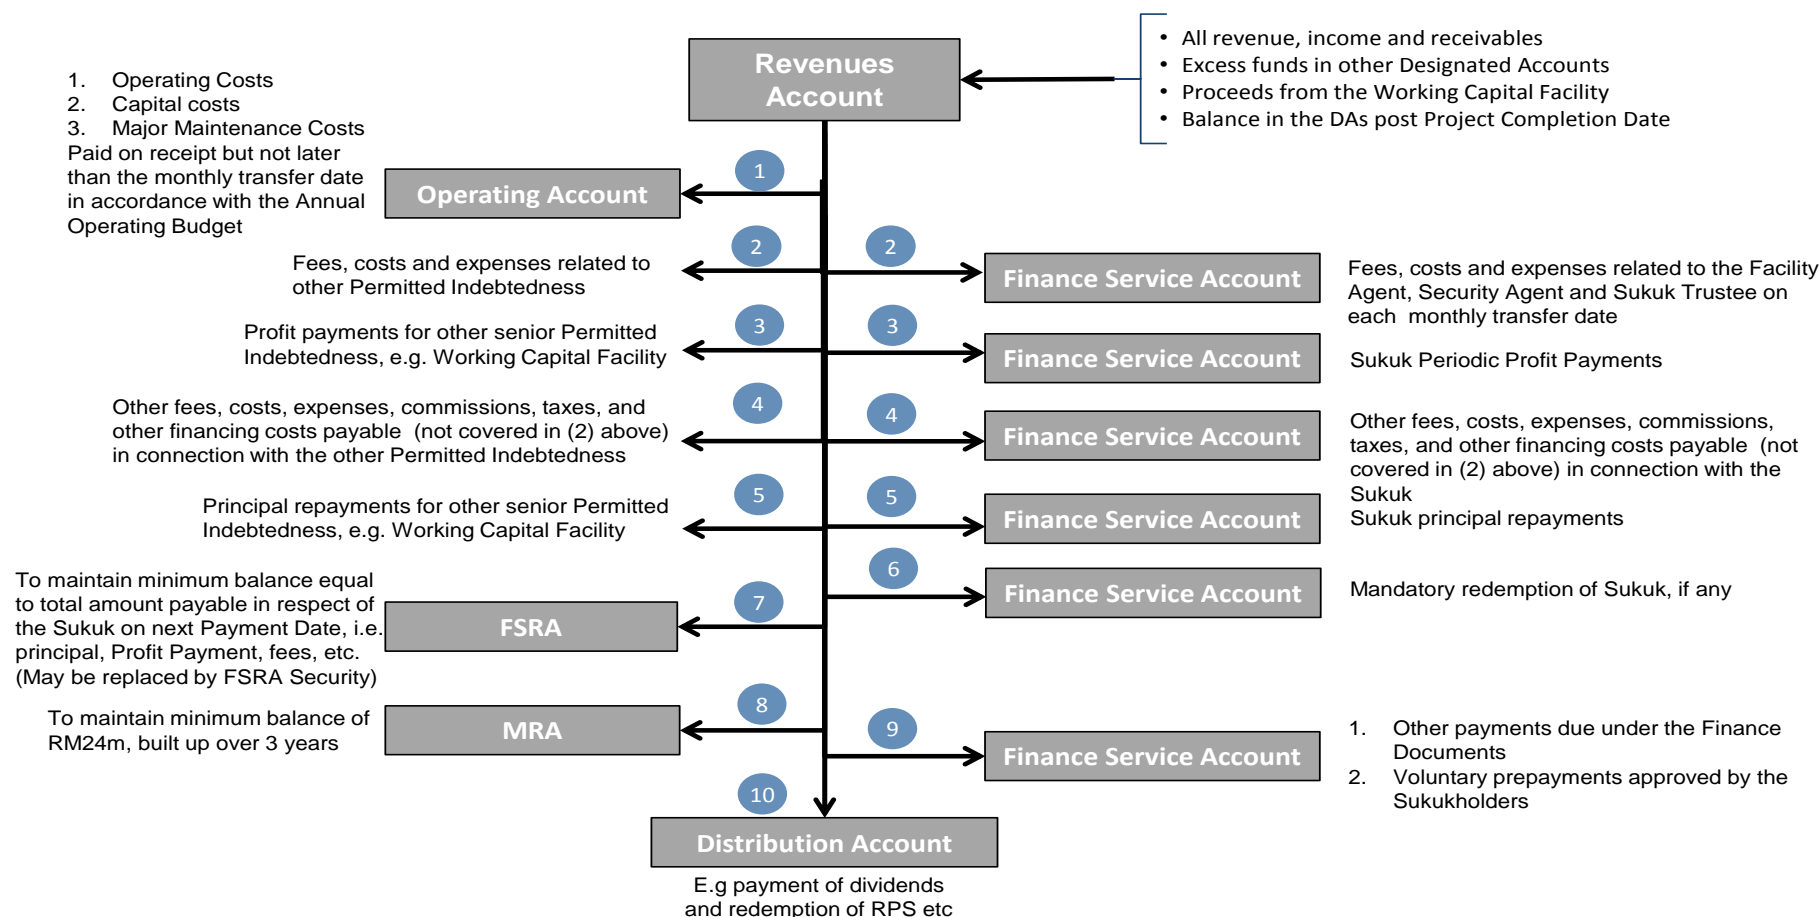 Revenues
Account
• All revenue, income and receivables
• Excess funds in other Designated Accounts
• Proceeds from the Working Capital Facility
• Balance in the DAs post Project Completion Date
1. Operating Costs
2. Capital costs
3. Major Maintenance Costs
Paid on receipt but not later
than the monthly transfer date
in accordance with the Annual
Operating Budget
Operating Account
1
Fees, costs and expenses related to
other Permitted Indebtedness
2
2
Finance Service Account
Fees, costs and expenses related to the Facility
Agent, Security Agent and Sukuk Trustee on
each monthly transfer date
Profit payments for other senior Permitted
Indebtedness, e.g. Working Capital Facility
3
3
Finance Service Account
Sukuk Periodic Profit Payments
Other fees, costs, expenses, commissions, taxes, and
other financing costs payable (not covered in (2) above)
in connection with the other Permitted Indebtedness
4
4
Finance Service Account
Other fees, costs, expenses, commissions,
taxes, and other financing costs payable (not
covered in (2) above) in connection with the
Sukuk
Principal repayments for other senior Permitted
Indebtedness, e.g. Working Capital Facility
5
5
Finance Service Account
Sukuk principal repayments
6
Finance Service Account
Mandatory redemption of Sukuk, if any
To maintain minimum balance equal
to total amount payable in respect of
the Sukuk on next Payment Date, i.e.
principal, Profit Payment, fees, etc.
(May be replaced by FSRA Security)
FSRA
7
To maintain minimum balance of
RM24m, built up over 3 years
MRA
8
9
Finance Service Account
1. Other payments due under the Finance
Documents
2. Voluntary prepayments approved by the
Sukukholders
10
Distribution Account
E.g payment of dividends
and redemption of RPS etc